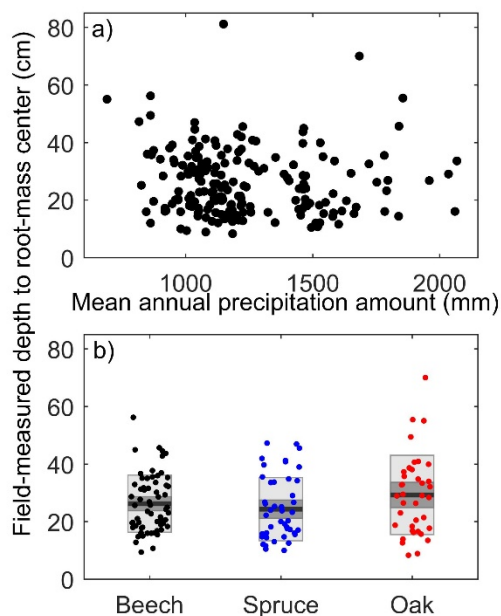 Field-measured depth to root-mass center (cm)
a)
80
60
40
20
0
1000 1500 2000
Mean annual precipitation amount (mm)
b)
80
60
40
20
0
Beech Spruce Oak